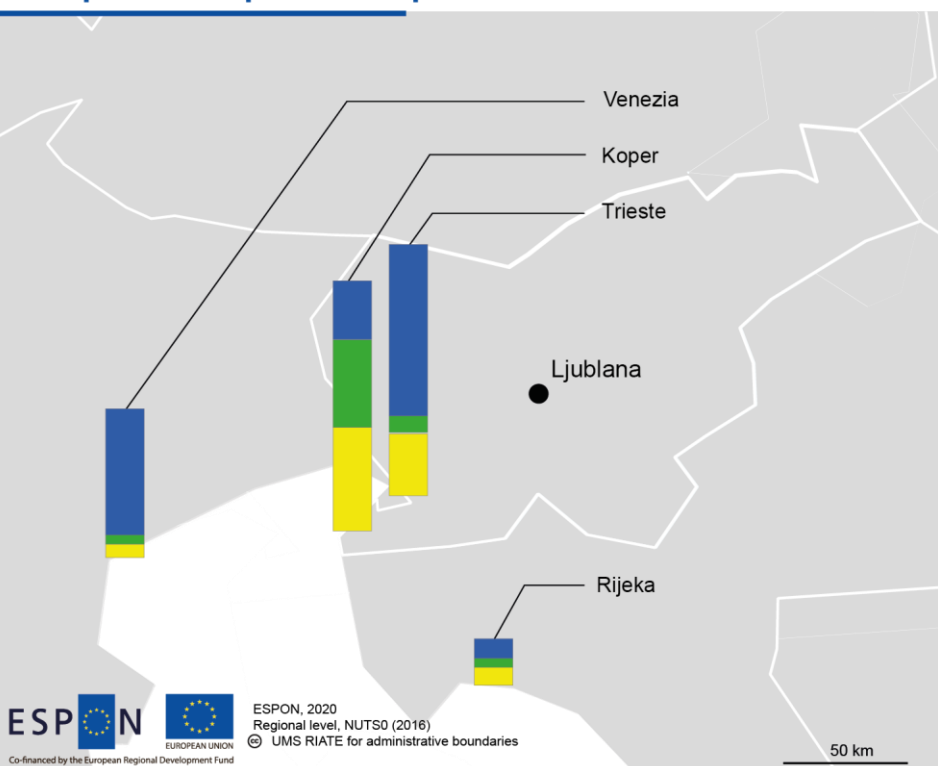 Venezia
Koper
Trieste
Ljublana
Rijeka
ESPON
EUROPEAN UNION
Co-financed by the European Regional Development Fund
ESPON, 2020
Regional level, NUTS0 (2016)
cc UMS RIATE for administrative boundaries
50 km